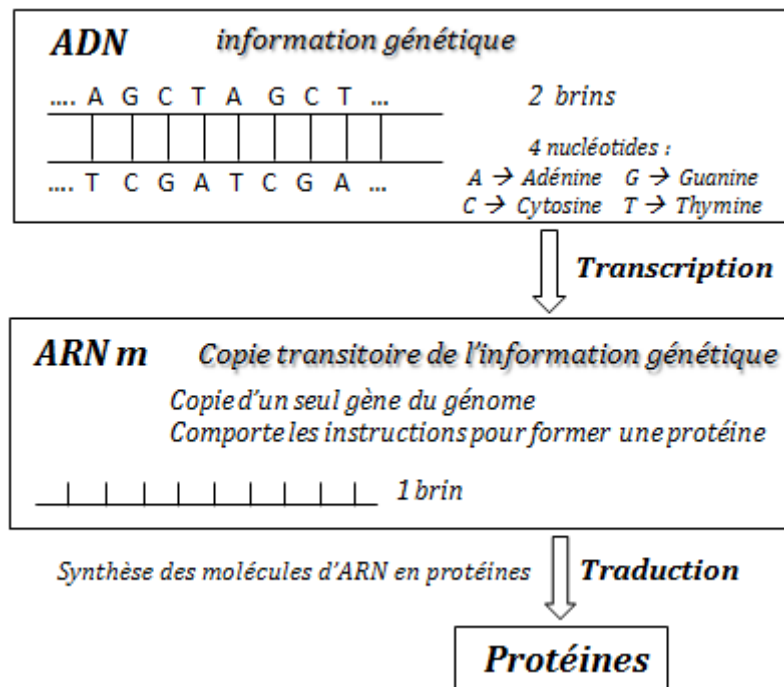 ADN information génétique
.... A G C T A G C T ...
2 brins
.... T C G A T C G A ...
4 nucléotides :
A → Adénine G → Guanine
C → Cytosine T → Thymine
Transcription
ARN m Copie transitoire de l'information génétique
Copie d'un seul gène du génome
Comporte les instructions pour former une protéine
1 brin
Synthèse des molécules d'ARN en protéines
Traduction
Protéines